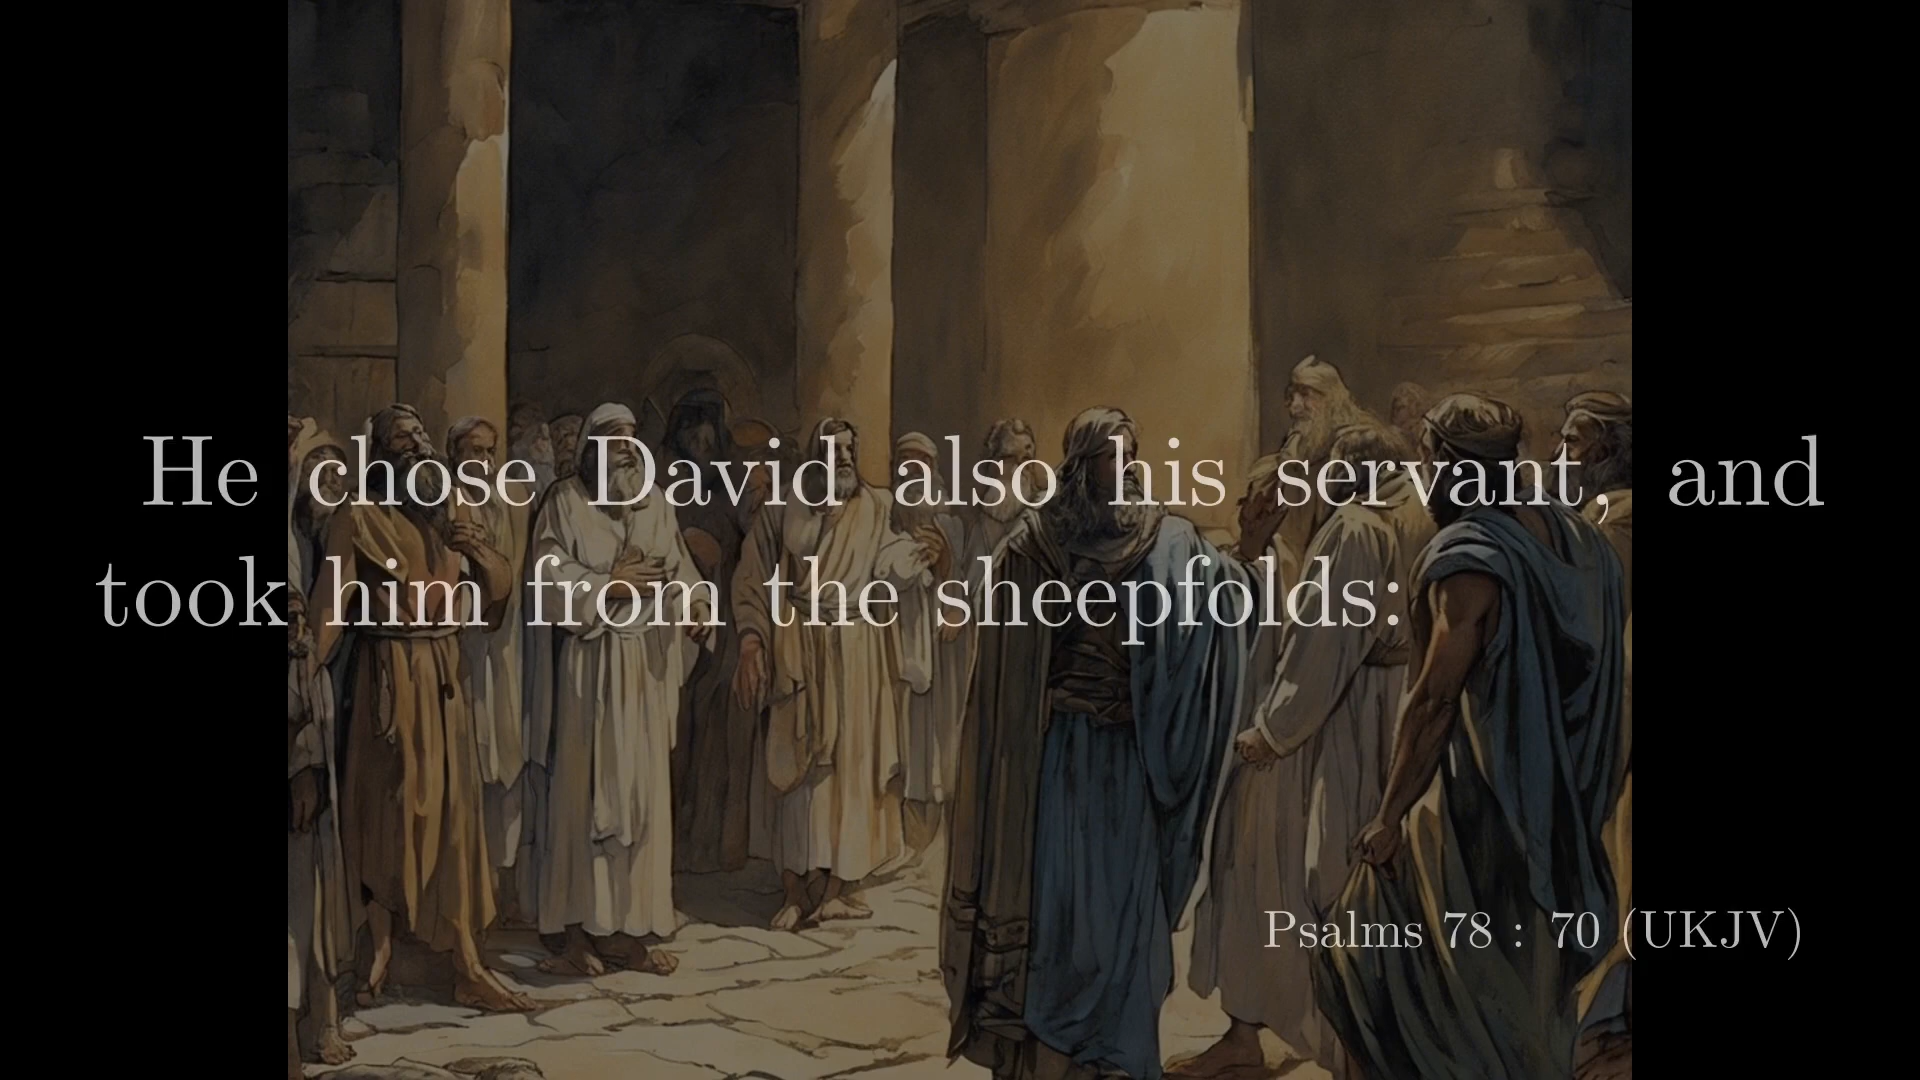 He chose David also his servant, and
took him from the sheepfolds:
Psalms 78 : 70 (UKJV)